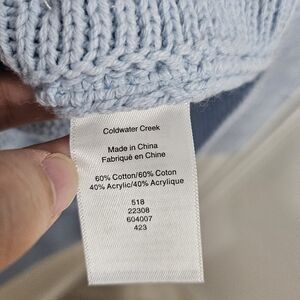 Coldwater Creek
Made in China
Fabriqué en Chine
60% Cotton/60% Coton
40% Acrylic/40% Acrylique
518
22308
604007
423